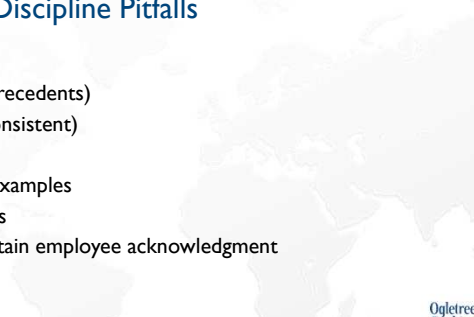 Discipline Pitfalls
recedents)
nsistent)
xamples
s
tain employee acknowledgment
Ogletree